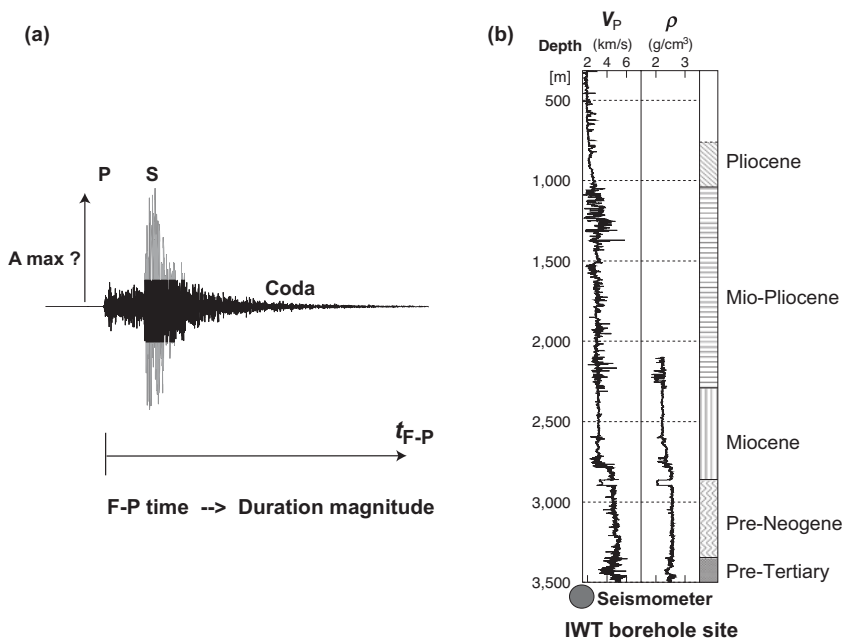 (a)
P S
A max ?
Coda
tF-P
F-P time --> Duration magnitude
(b)
VP ρ
Depth (km/s) (g/cm³)
[m] 2 4 6 2 3
500
Pliocene
1,000
1,500
Mio-Pliocene
2,000
2,500
Miocene
3,000
Pre-Neogene
Pre-Tertiary
3,500
Seismometer
IWT borehole site